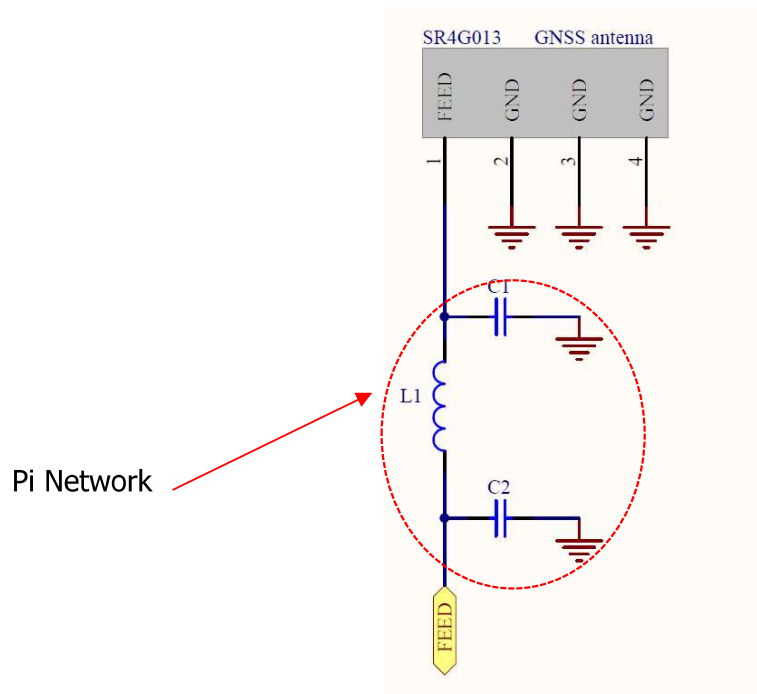 SR4G013 GNSS antenna
FEED GND GND GND
1 2 3 4
C1
L1
Pi Network
C2
FEED